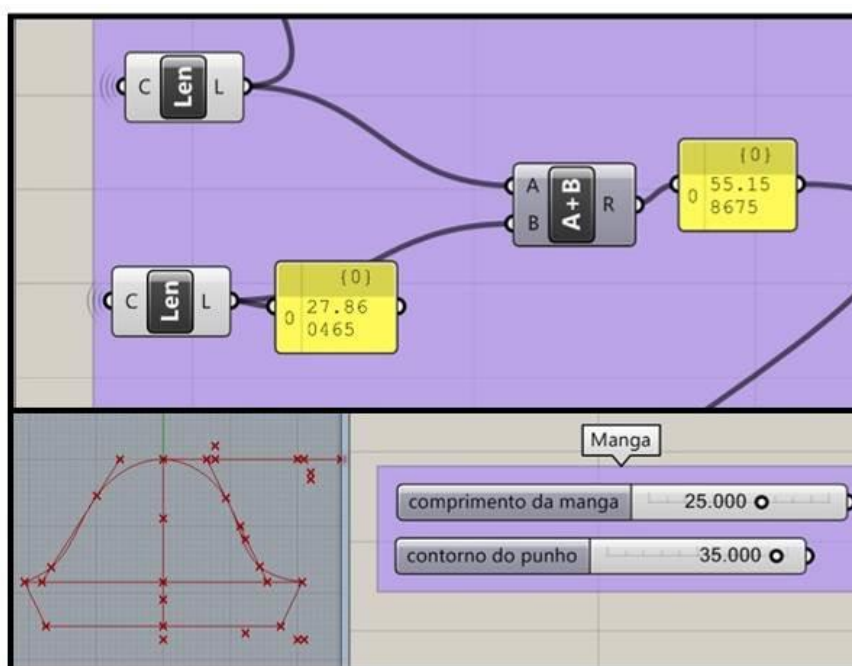 C Len L
A
B
A+B
R
{0}
0
55.15
8675
C Len L
{0}
0
27.86
0465
Manga
comprimento da manga 25.000
contorno do punho 35.000